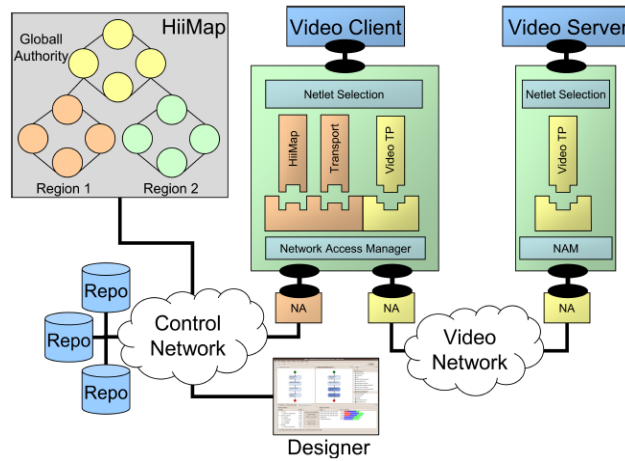 HiiMap
Globall
Authority
Region 1
Region 2
Video Client
Netlet Selection
HiiMap
Transport
Video TP
Network Access Manager
NA
NA
Video Server
Netlet Selection
Video TP
NAM
NA
Repo
Repo
Repo
Control
Network
Video
Network
Designer